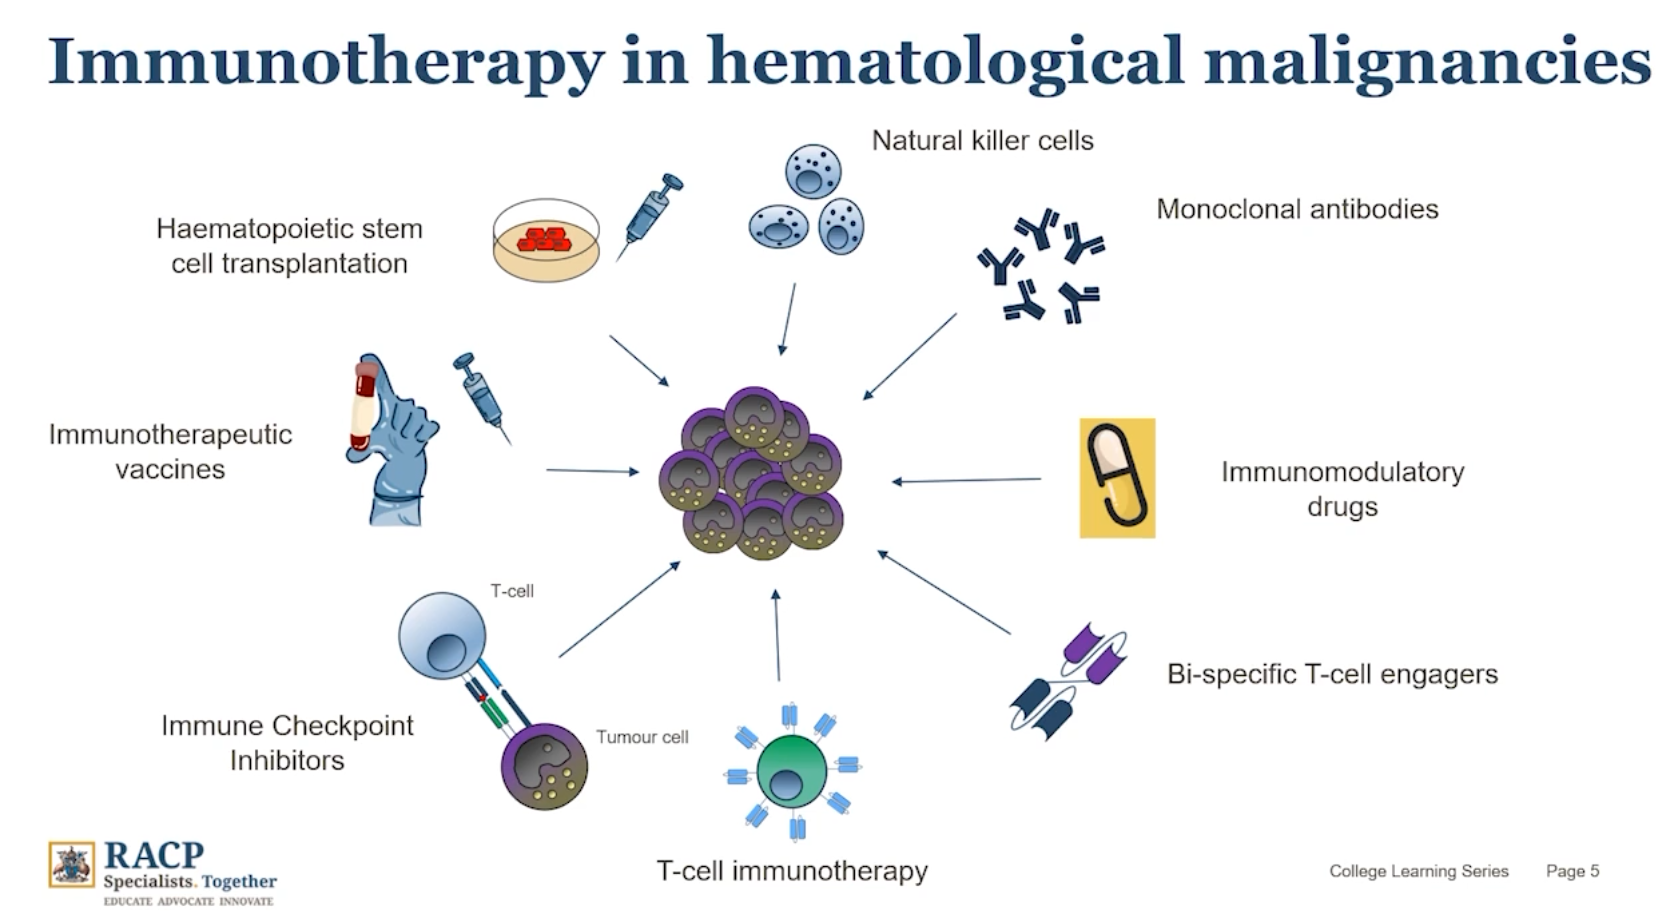 Immunotherapy in hematological malignancies
Natural killer cells
Monoclonal antibodies
Haematopoietic stem
cell transplantation
Immunotherapeutic
vaccines
Immunomodulatory
drugs
T-cell
Bi-specific T-cell engagers
Immune Checkpoint
Inhibitors
Tumour cell
T-cell immunotherapy
RACP
Specialists. Together
EDUCATE ADVOCATE INNOVATE
College Learning Series
Page 5